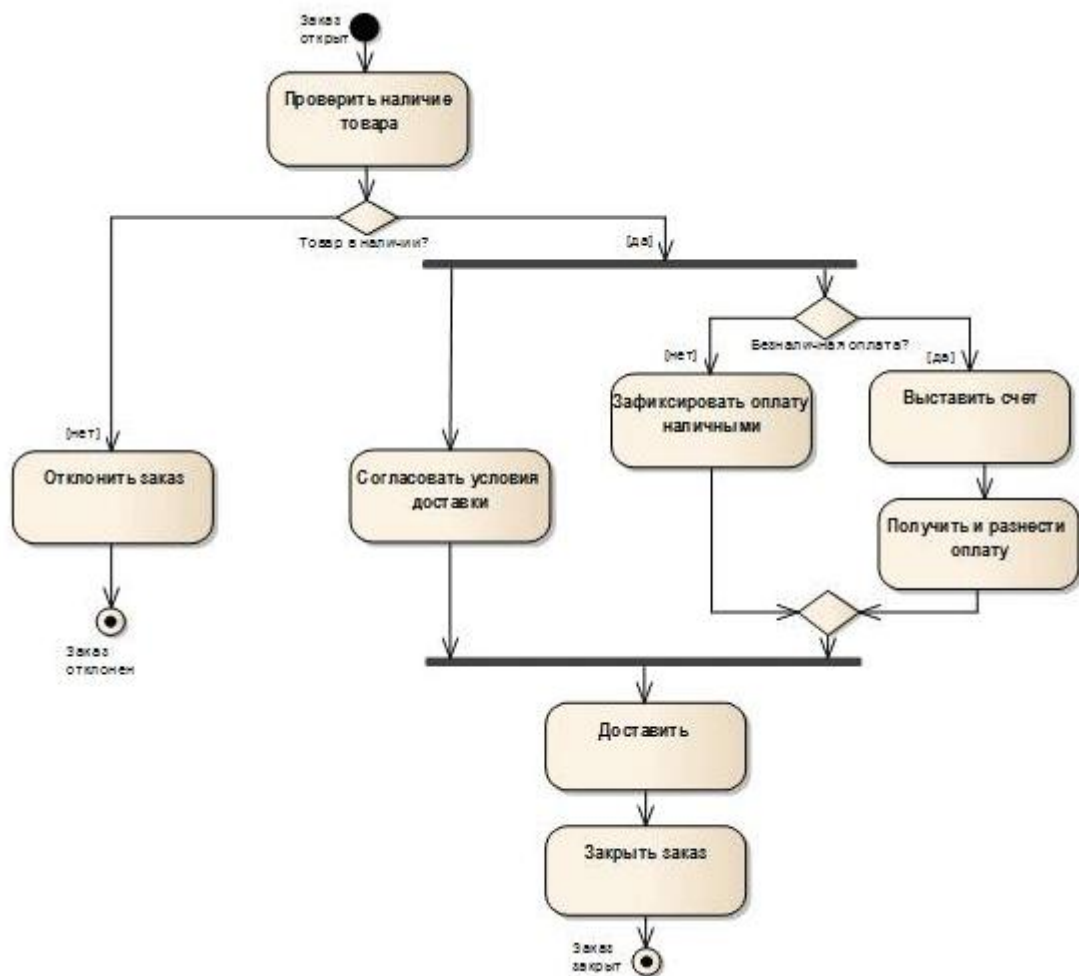 Заказ
открыт
Проверить наличие
товара
Товар в наличии?
[да]
Безналичная оплата?
[нет]
[да]
Зафиксировать оплату
наличными
Выставить счет
[нет]
Отклонить заказ
Согласовать условия
доставки
Получить и разнести
оплату
Заказ
отклонен
Доставить
Закрыть заказ
Заказ
закрыт